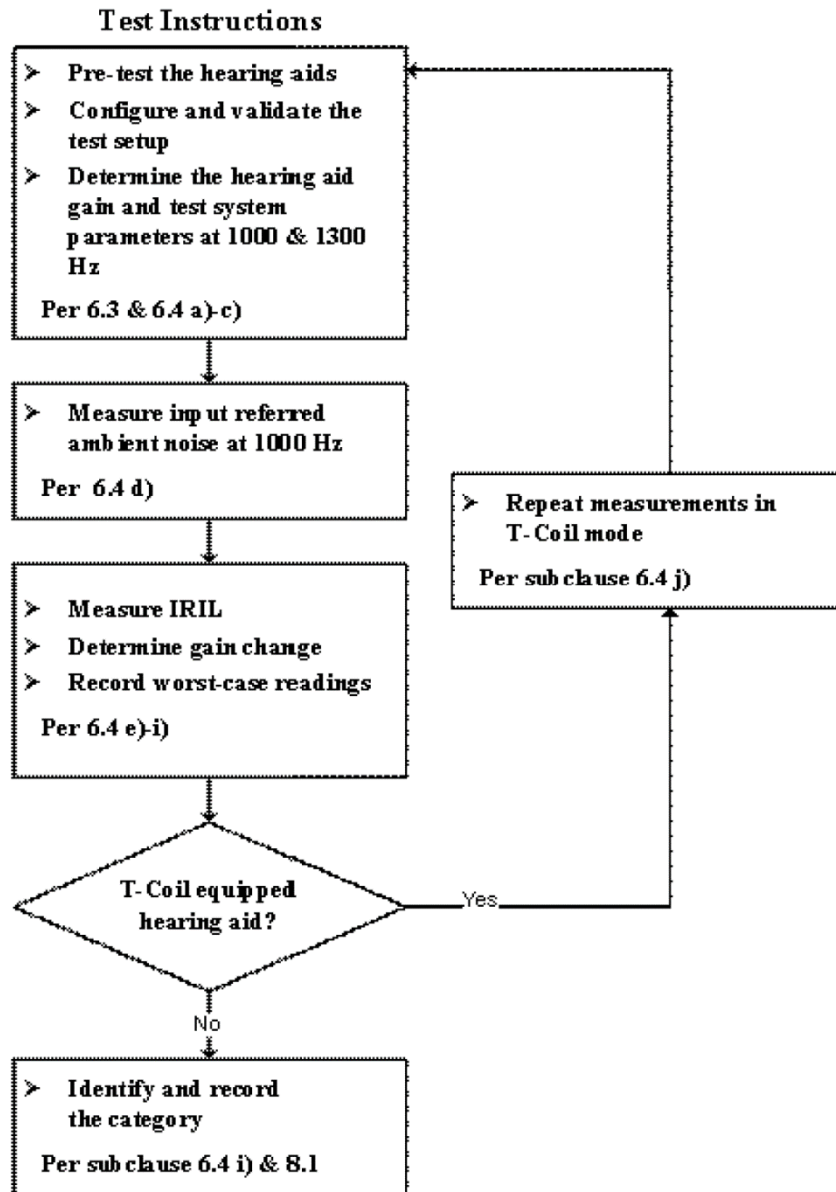 Test Instructions
➤ Pre-test the hearing aids
➤ Configure and validate the
test setup
➤ Determine the hearing aid
gain and test system
parameters at 1000 & 1300
Hz
Per 6.3 & 6.4 a)-c)
➤ Measure input referred
ambient noise at 1000 Hz
Per 6.4 d)
➤ Measure IRIL
➤ Determine gain change
➤ Record worst-case readings
Per 6.4 e)-i)
T-Coil equipped
hearing aid?
Yes
➤ Repeat measurements in
T-Coil mode
Per subclause 6.4 j)
No
➤ Identify and record
the category
Per subclause 6.4 i) & 8.1